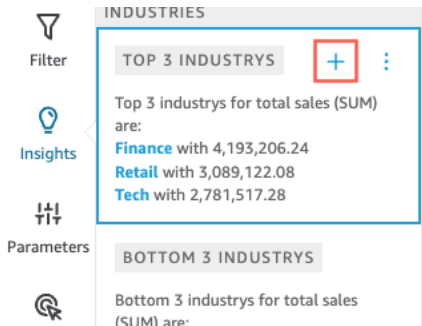 INDUSTRIES
Filter
TOP 3 INDUSTRYS
Top 3 industrys for total sales (SUM)
are:
Finance with 4,193,206.24
Retail with 3,089,122.08
Tech with 2,781,517.28
Insights
Parameters
BOTTOM 3 INDUSTRYS
Bottom 3 industrys for total sales
(SUM) are: